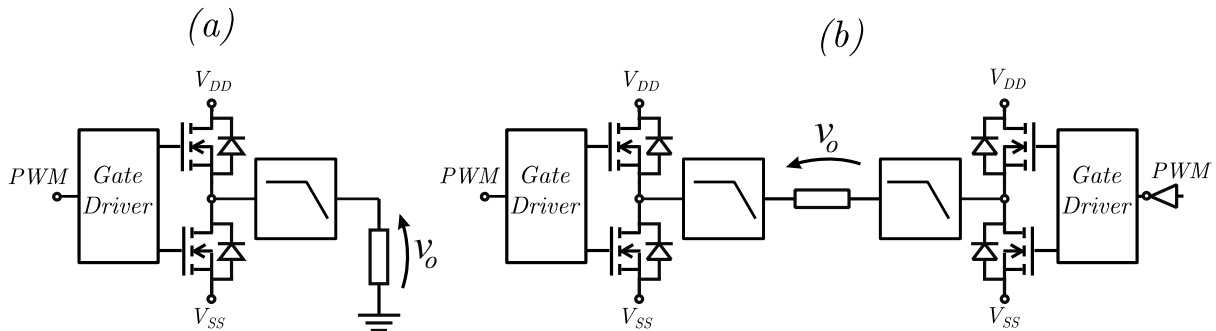 (a)
V_DD
PWM
Gate
Driver
v_o
V_SS
(b)
V_DD
PWM
Gate
Driver
v_o
V_SS
V_DD
Gate
Driver
PWM
V_SS